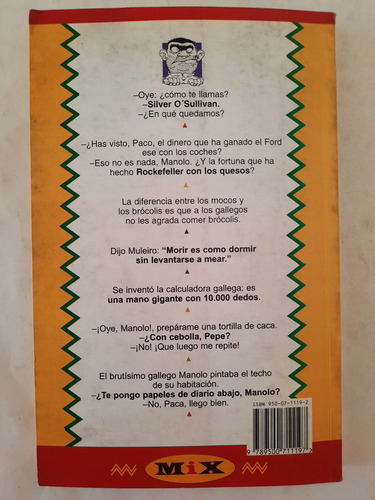 –Oye: ¿cómo te llamas?
–Silver O´Sullivan.
–¿En qué quedamos?
–¿Has visto, Paco, el dinero que ha ganado el Ford
ese con los coches?
–Eso no es nada, Manolo. ¿Y la fortuna que ha
hecho Rockefeller con los quesos?
La diferencia entre los mocos y
los brócolis es que a los gallegos
no les agrada comer brócolis.
Dijo Muleiro: “Morir es como dormir
sin levantarse a mear.”
Se inventó la calculadora gallega: es
una mano gigante con 10.000 dedos.
–¡Oye, Manolo!, prepárame una tortilla de caca.
–¿Con cebolla, Pepe?
–¡No! ¡Que luego me repite!
El brutísimo gallego Manolo pintaba el techo
de su habitación.
–¿Te pongo papeles de diario abajo, Manolo?
–No, Paca, llego bien.
ISBN 950-07-1119-2
9 789500 711197
MiX